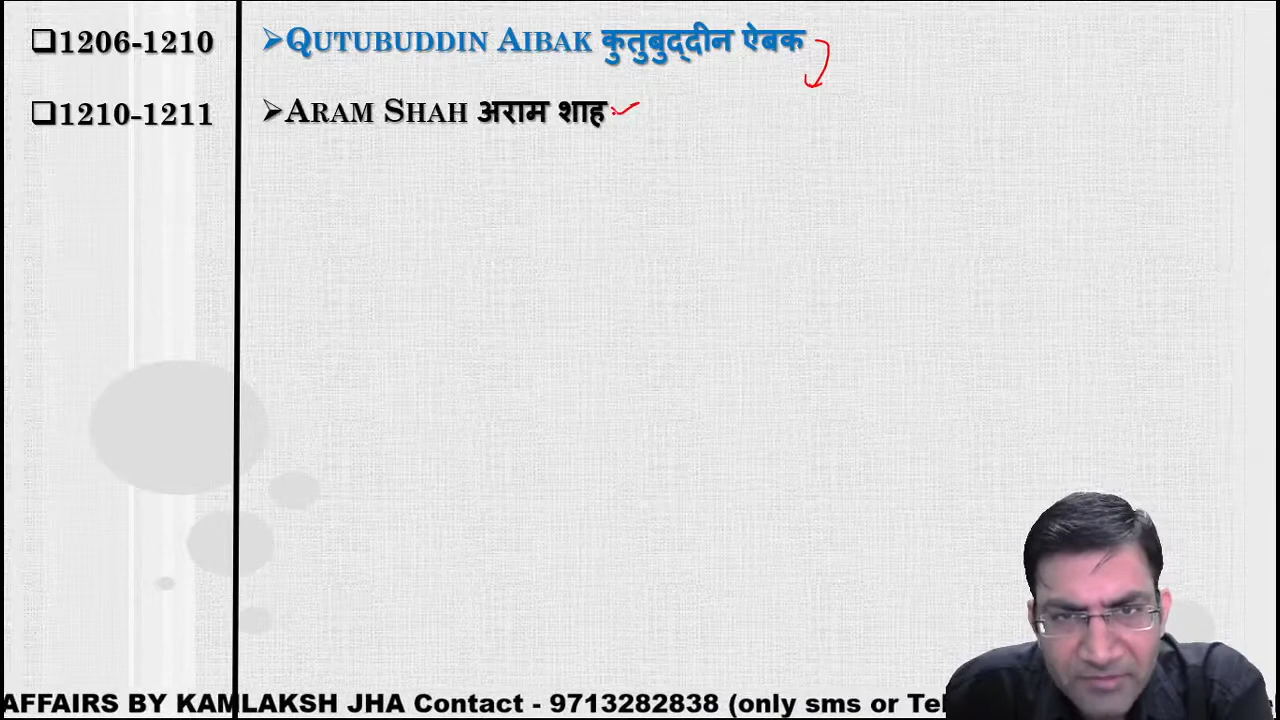 ❑1206-1210 ➢QUTUBUDDIN AIBAK कुतुबुद्दीन ऐबक
❑1210-1211 ➢ARAM SHAH अराम शाह
AFFAIRS BY KAMLAKSH JHA Contact - 9713282838 (only sms or Tel